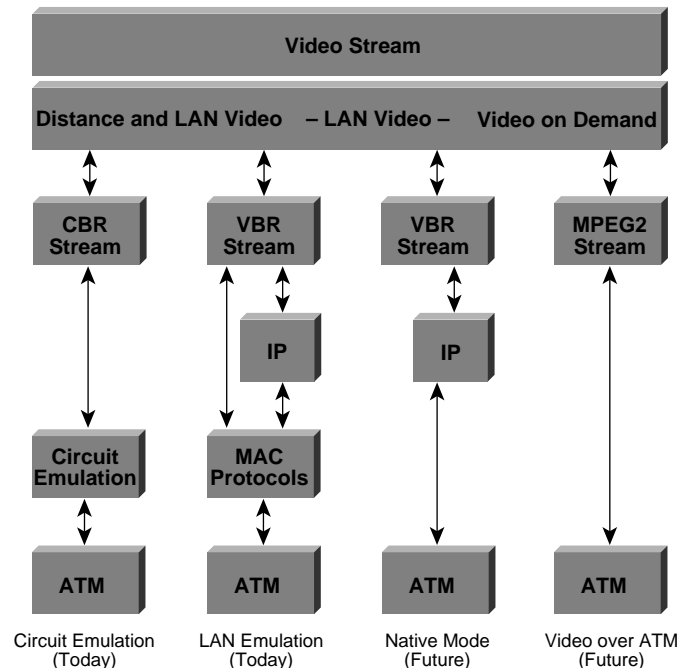 Video Stream
Distance and LAN Video – LAN Video – Video on Demand
CBR
Stream
VBR
Stream
VBR
Stream
MPEG2
Stream
IP
IP
Circuit
Emulation
MAC
Protocols
ATM
ATM
ATM
ATM
Circuit Emulation
(Today)
LAN Emulation
(Today)
Native Mode
(Future)
Video over ATM
(Future)